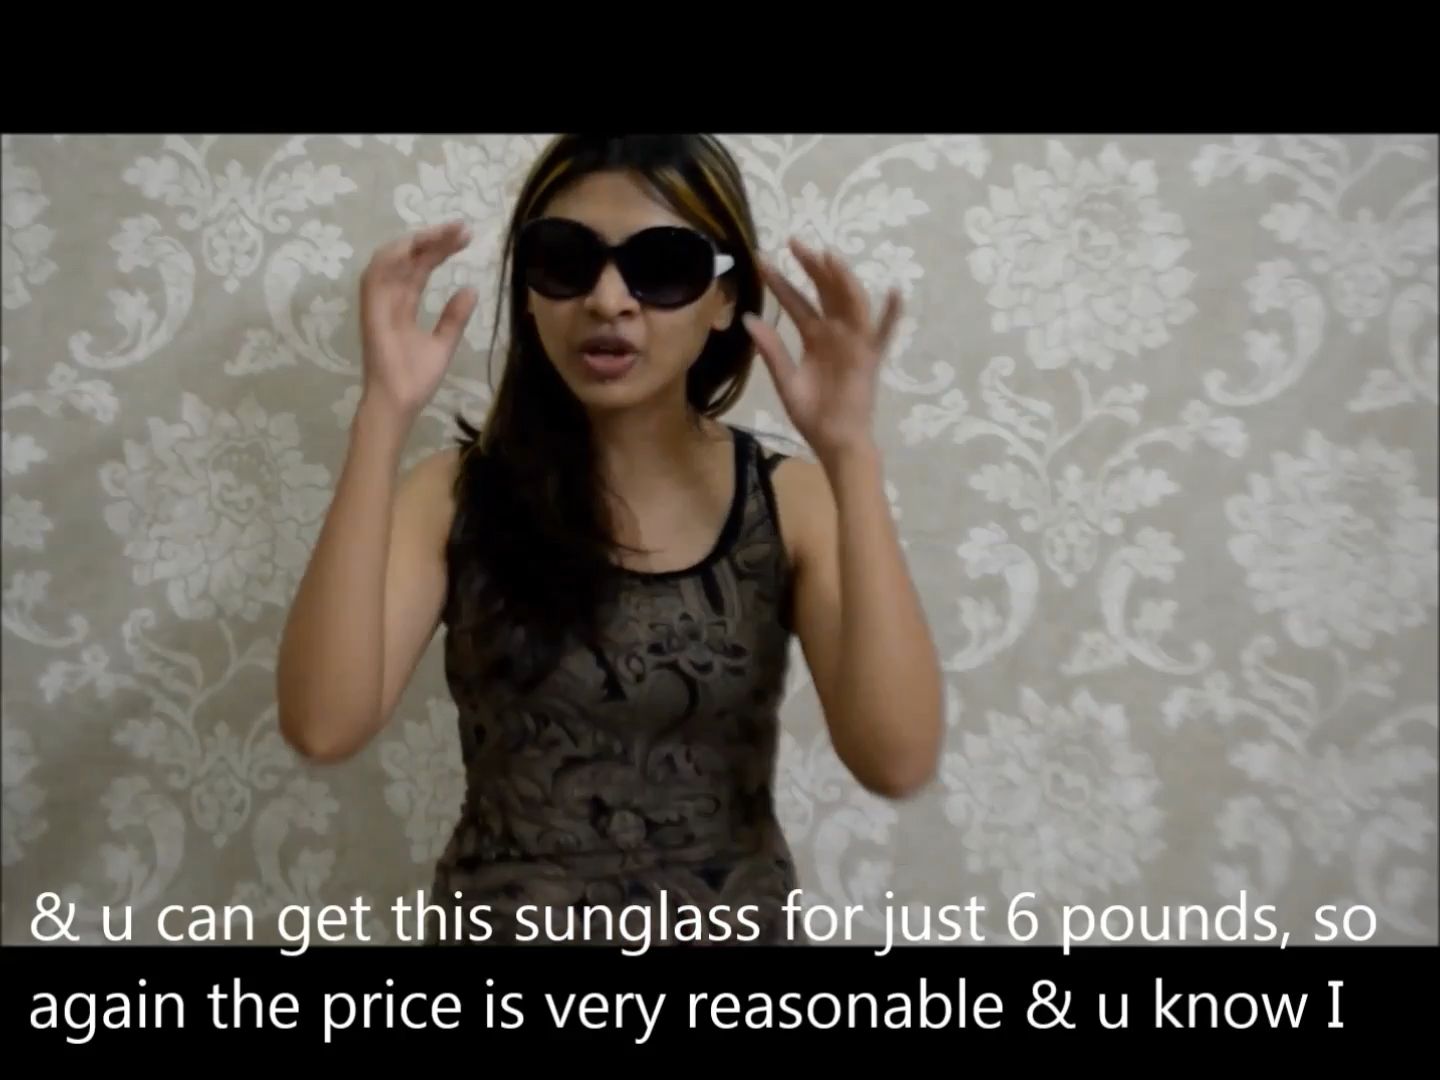 & u can get this sunglass for just 6 pounds, so
again the price is very reasonable & u know I